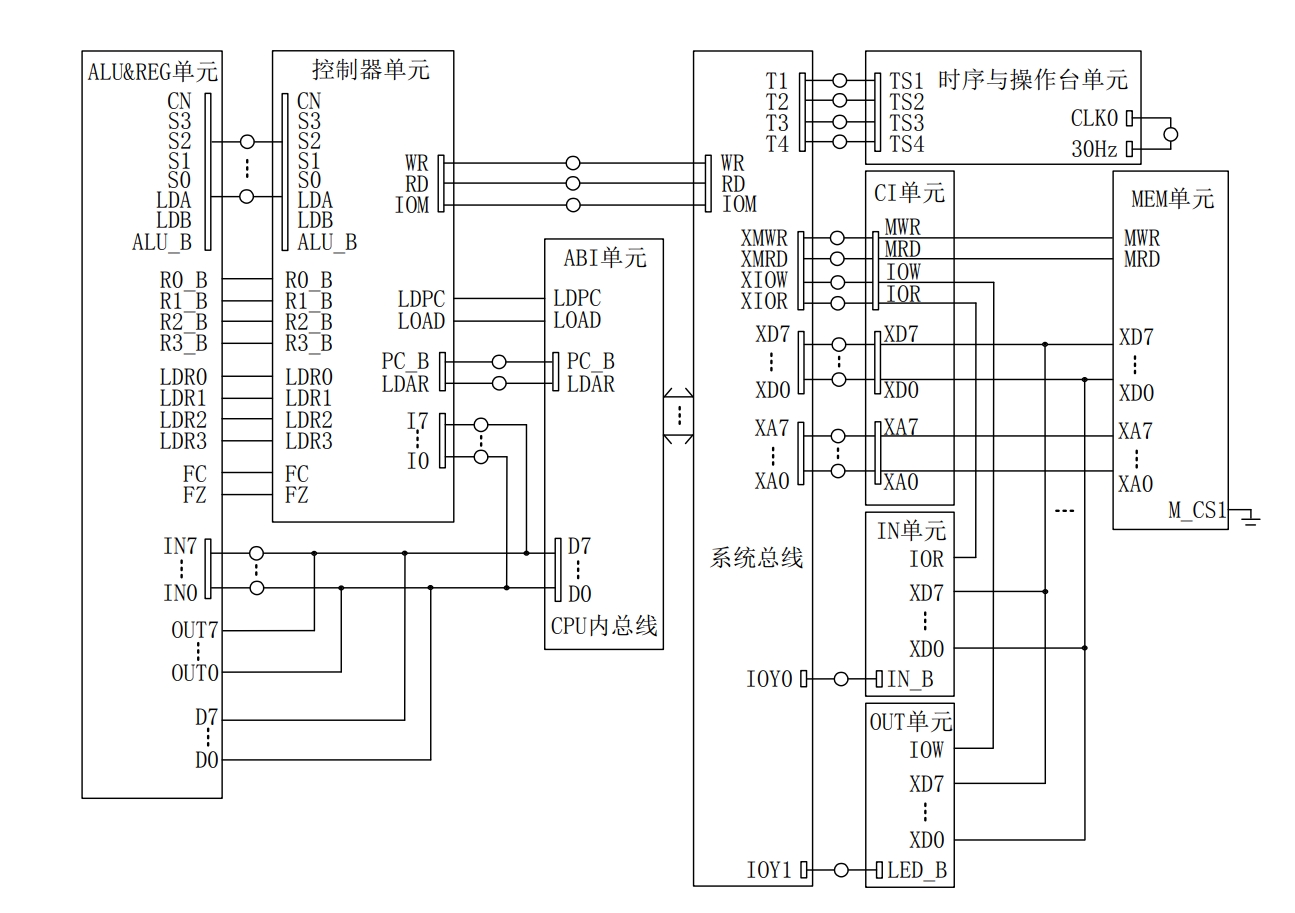 ALU&REG单元
CN
S3
S2
S1
S0
LDA
LDB
ALU_B
R0_B
R1_B
R2_B
R3_B
LDR0
LDR1
LDR2
LDR3
FC
FZ
IN7
IN0
OUT7
OUT0
D7
D0
控制器单元
CN
S3
S2
S1
S0
LDA
LDB
ALU_B
R0_B
R1_B
R2_B
R3_B
LDR0
LDR1
LDR2
LDR3
FC
FZ
WR
RD
IOM
LDPC
LOAD
PC_B
LDAR
I7
I0
ABI单元
LDPC
LOAD
PC_B
LDAR
D7
D0
CPU内总线
T1
T2
T3
T4
WR
RD
IOM
XMWR
XMRD
XIOW
XIOR
XD7
XD0
XA7
XA0
系统总线
IOY0
IOY1
时序与操作台单元
TS1
TS2
TS3
TS4
CLK0
30Hz
CI单元
MWR
MRD
IOW
IOR
XD7
XD0
XA7
XA0
MEM单元
MWR
MRD
XD7
XD0
XA7
XA0
M_CS1
IN单元
IOR
XD7
XD0
IN_B
OUT单元
IOW
XD7
XD0
LED_B